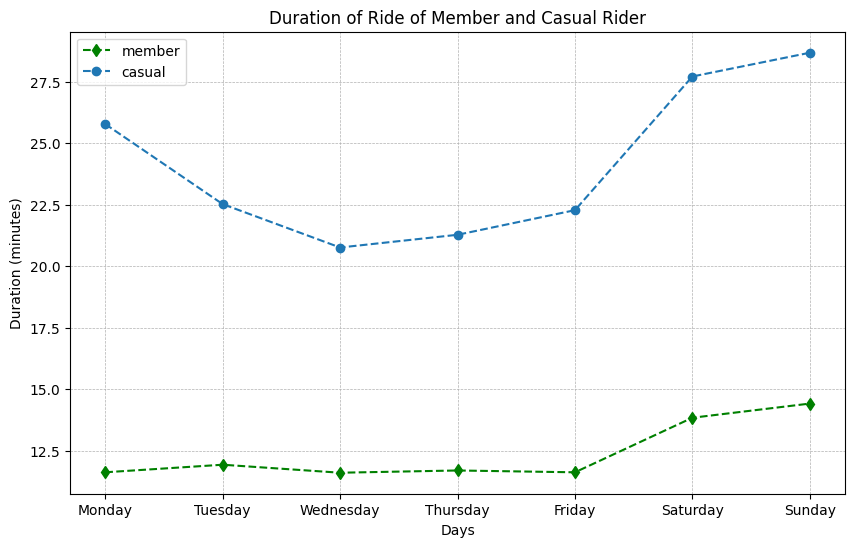 Duration of Ride of Member and Casual Rider
member
casual
27.5
25.0
22.5
20.0
17.5
15.0
12.5
Duration (minutes)
Monday Tuesday Wednesday Thursday Friday Saturday Sunday
Days